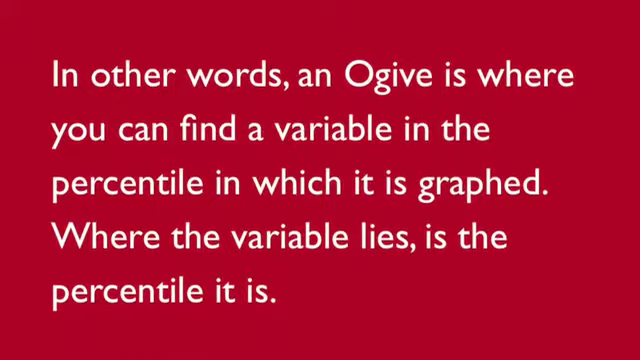 In other words, an Ogive is where
you can find a variable in the
percentile in which it is graphed.
Where the variable lies, is the
percentile it is.